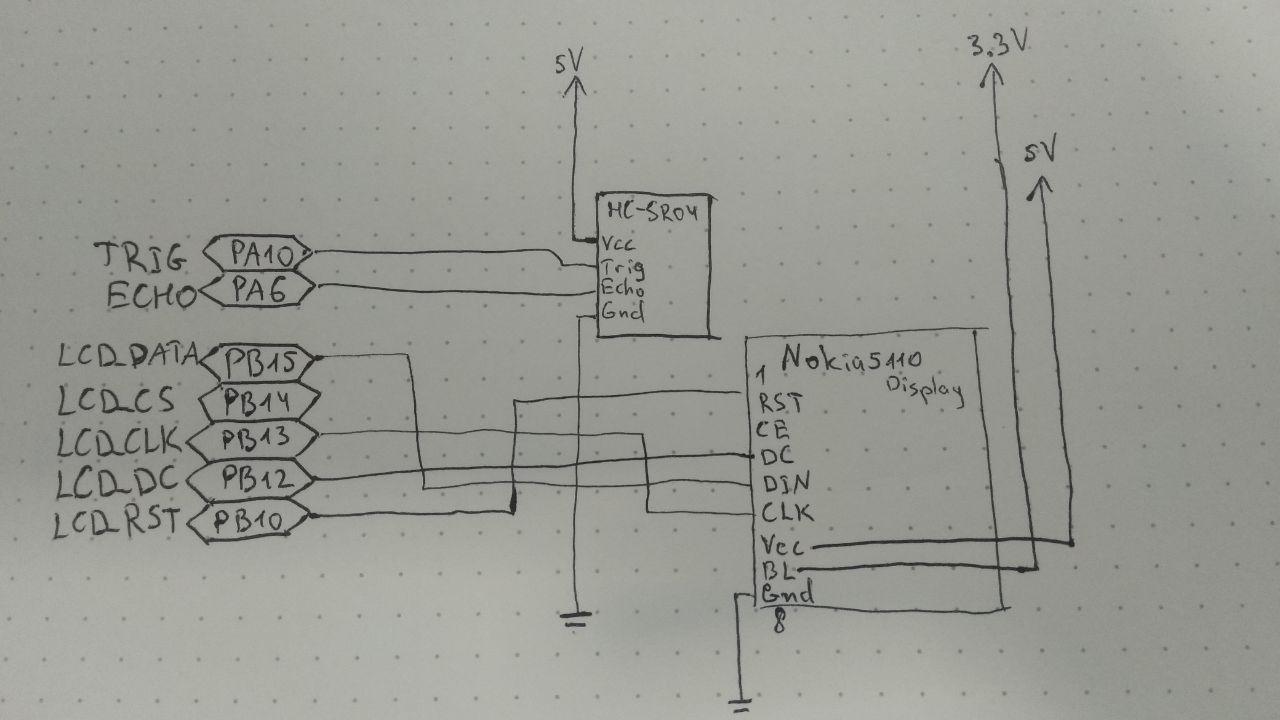 3.3V
5V
5V
HC-SR04
Vcc
TRIG PA10 Trig
ECHO PA6 Echo
Gnd
LCD_DATA PB15
1 Nokia5110
Display
LCD_CS PB14 RST
LCD_CLK PB13 CE
DC
LCD_DC PB12 DIN
LCD_RST PB10 CLK
Vcc
BL
Gnd
8